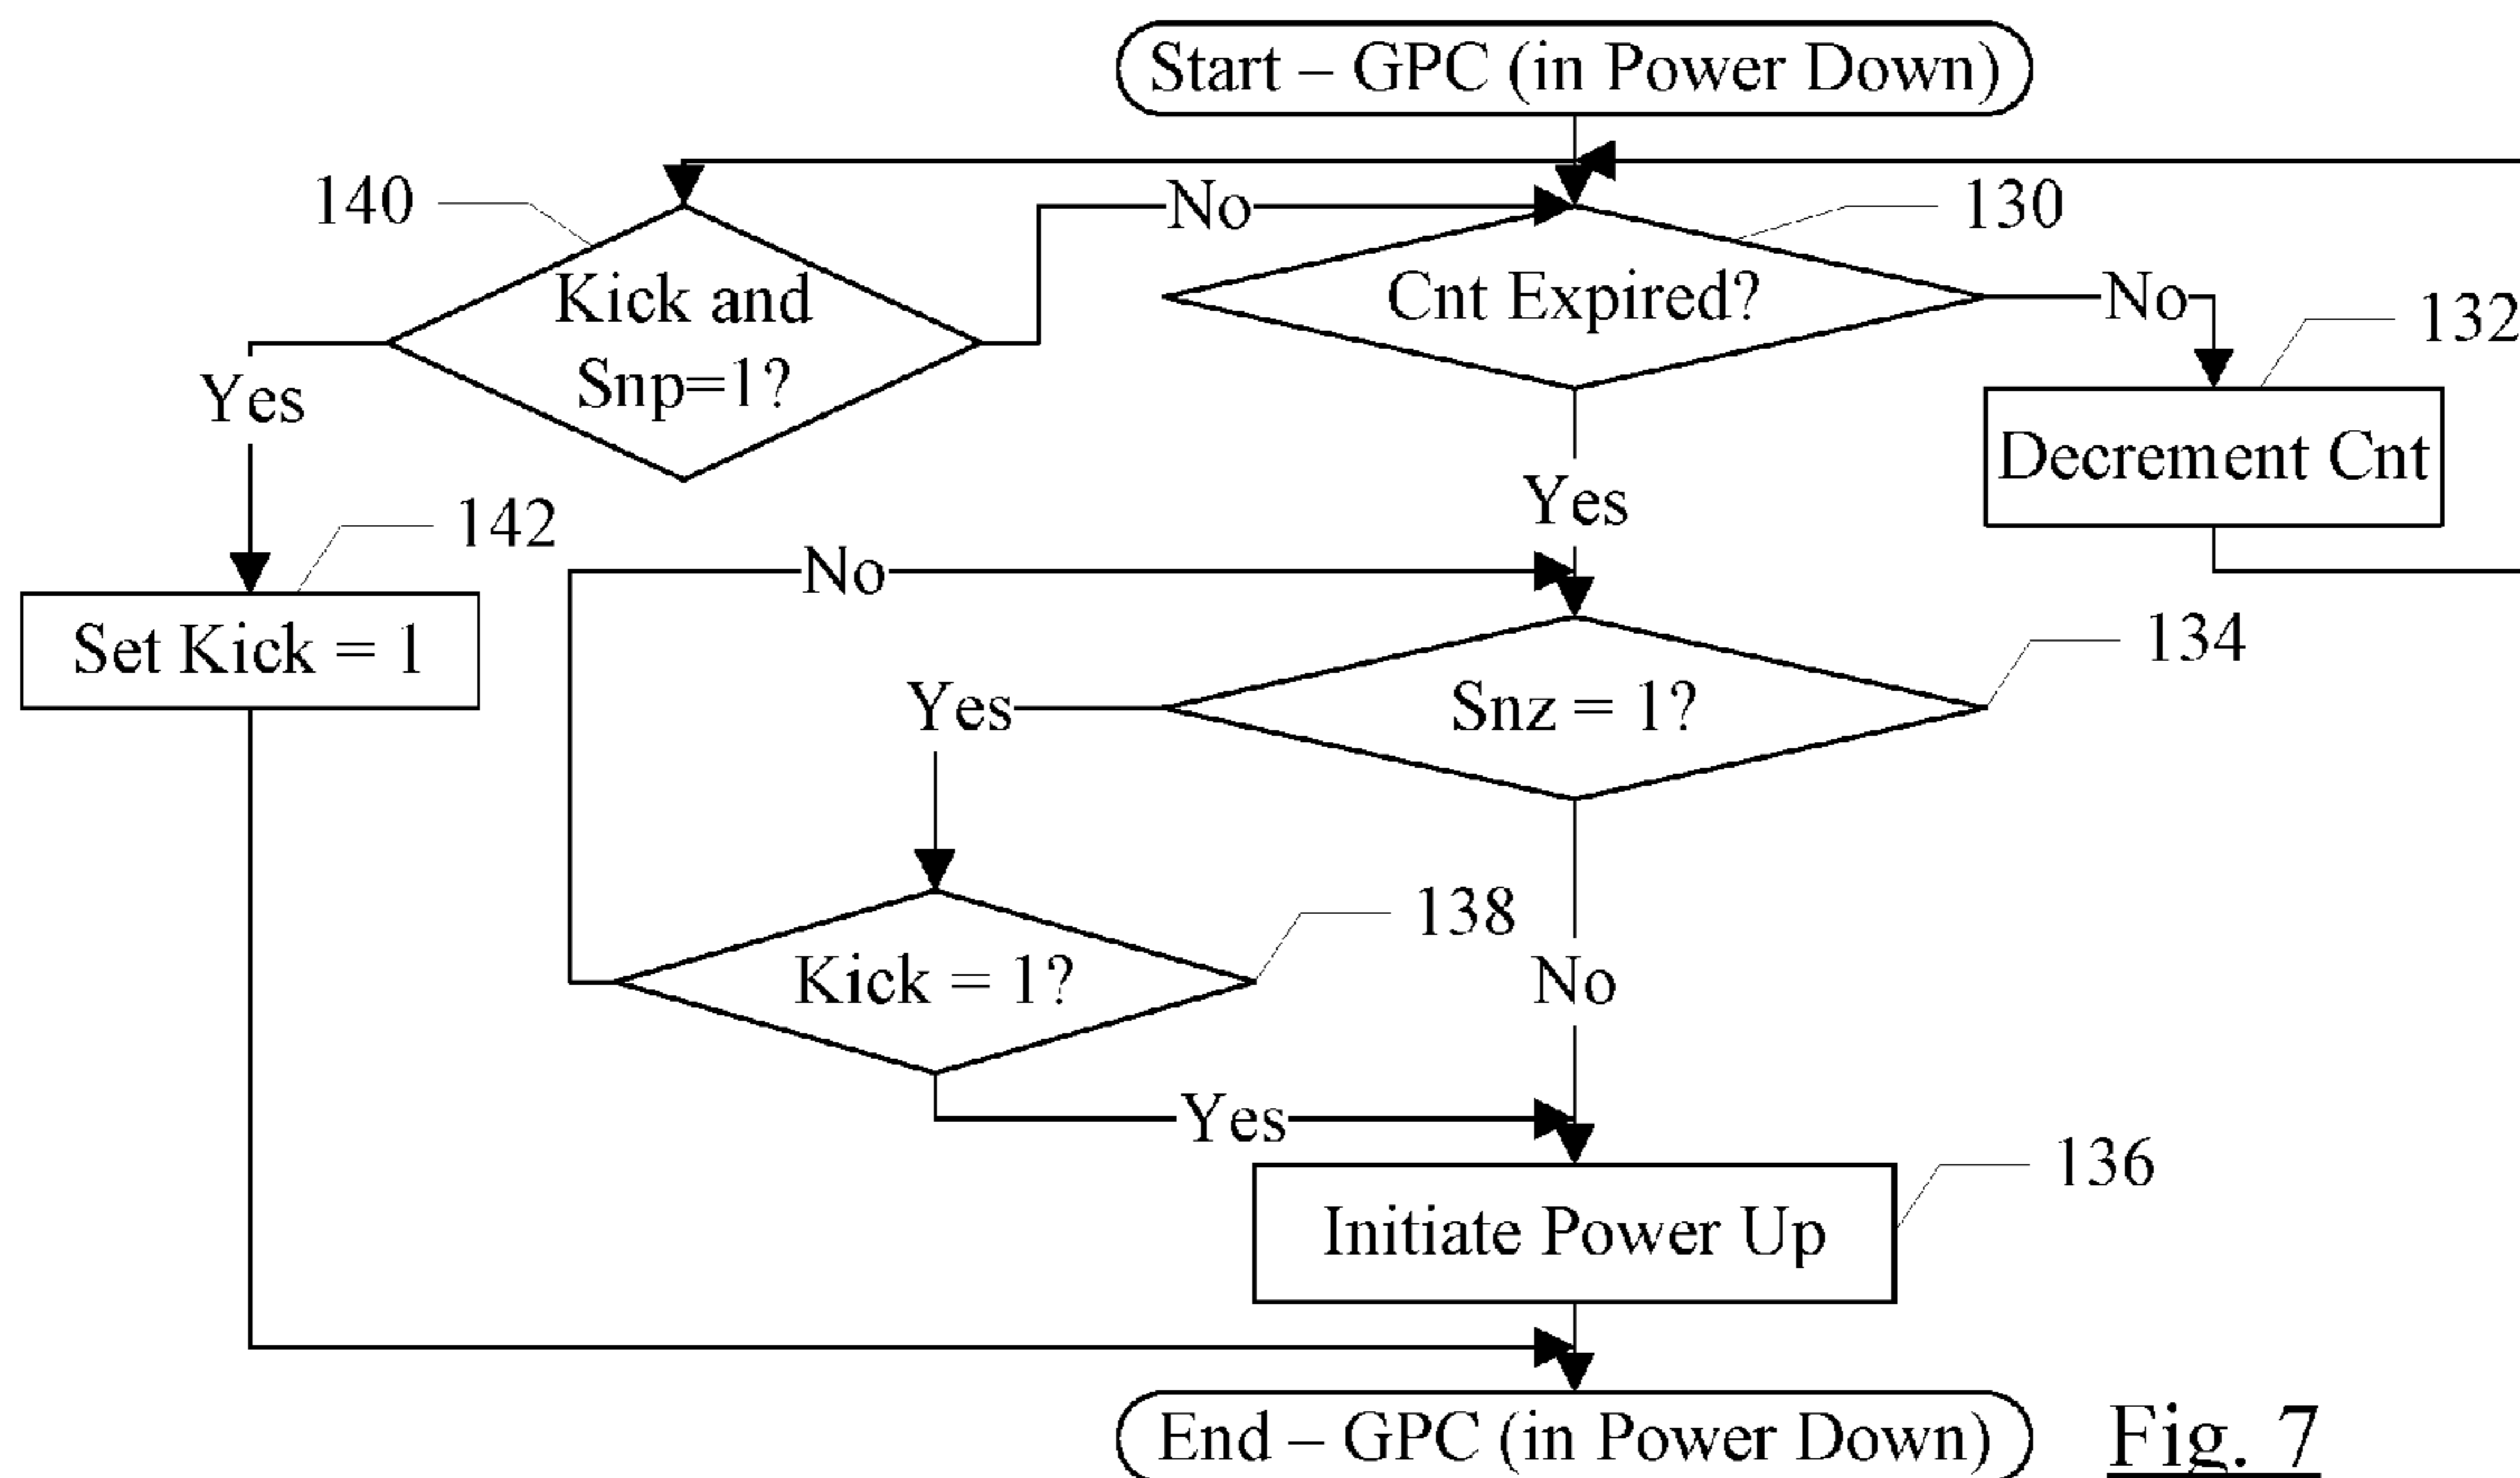 Start – GPC (in Power Down)
140
No
130
Kick and
Snp=1?
Cnt Expired?
No
132
Yes
Decrement Cnt
Yes
142
No
Set Kick = 1
134
Yes
Snz = 1?
138
Kick = 1?
No
Yes
136
Initiate Power Up
End – GPC (in Power Down)
Fig. 7